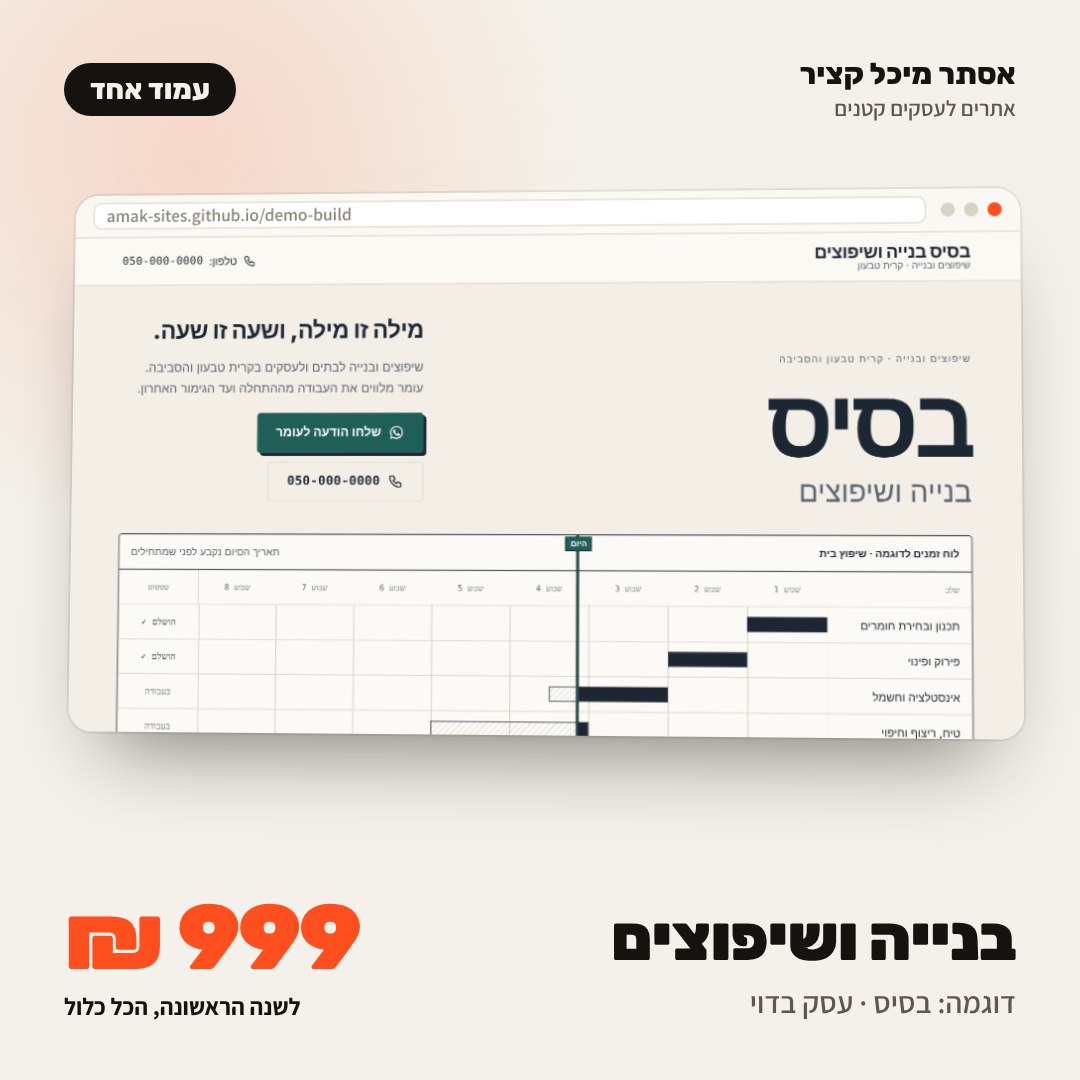 אסתר מיכל קציר
אתרים לעסקים קטנים
עמוד אחד
amak-sites.github.io/demo-build
בסיס בנייה ושיפוצים
שיפוצים ובנייה · קרית טבעון
טלפון: 050-000-0000
שיפוצים ובנייה · קרית טבעון והסביבה
בסיס
בנייה ושיפוצים
מילה זו מילה, ושעה זו שעה.
שיפוצים ובנייה לבתים ולעסקים בקרית טבעון והסביבה.
עומר מלווים את העבודה מההתחלה ועד הגימור האחרון.
שלחו הודעה לעומר
050-000-0000
לוח זמנים לדוגמה · שיפוץ בית
היום
תאריך הסיום נקבע לפני שמתחילים
שלב שבוע 1 שבוע 2 שבוע 3 שבוע 4 שבוע 5 שבוע 6 שבוע 7 שבוע 8 סטטוס
תכנון ובחירת חומרים הושלם ✓
פירוק ופינוי הושלם ✓
אינסטלציה וחשמל בעבודה
טיח, ריצוף וחיפוי בעבודה
בנייה ושיפוצים
דוגמה: בסיס · עסק בדוי
999 ₪
לשנה הראשונה, הכל כלול